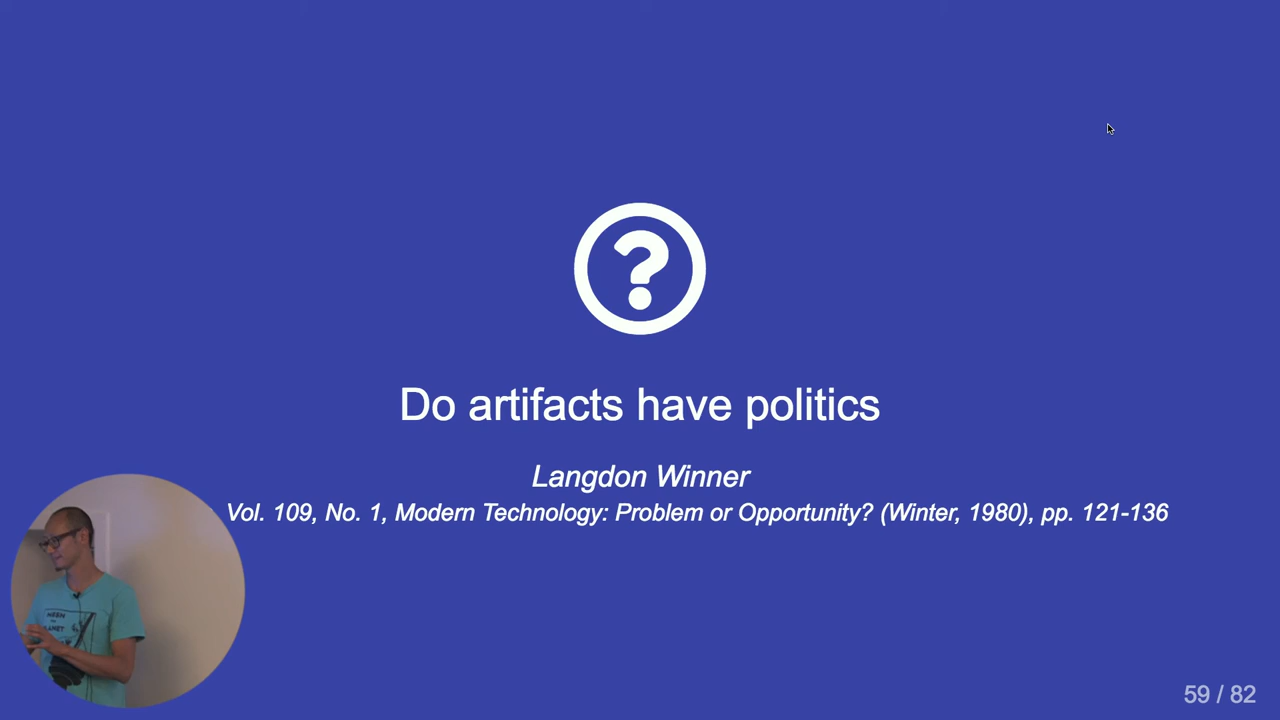 ?
Do artifacts have politics
Langdon Winner
Vol. 109, No. 1, Modern Technology: Problem or Opportunity? (Winter, 1980), pp. 121-136
59 / 82